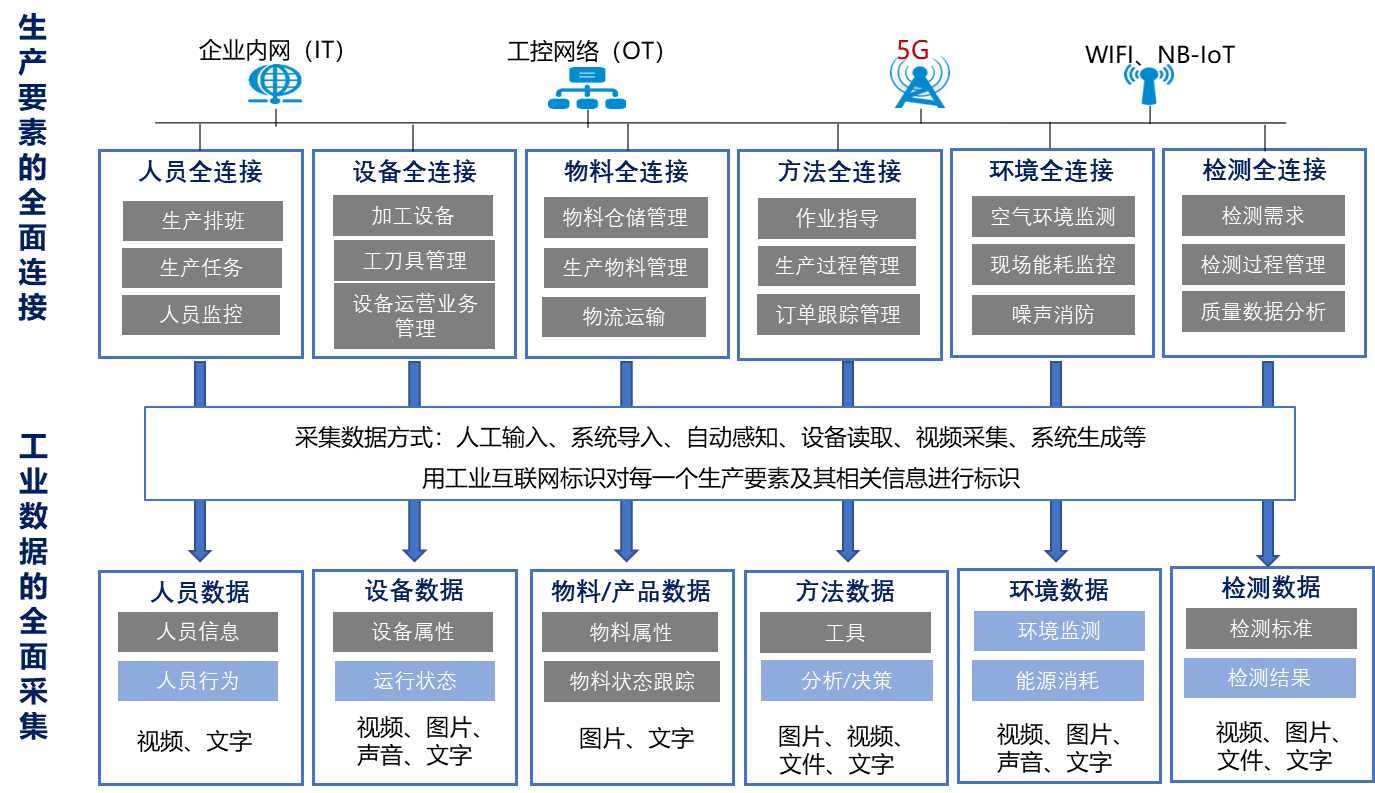 生产要素的全面连接
企业内网（IT）
工控网络（OT）
5G
WIFI、NB-IoT
人员全连接
生产排班
生产任务
人员监控
设备全连接
加工设备
工刀具管理
设备运营业务
管理
物料全连接
物料仓储管理
生产物料管理
物流运输
方法全连接
作业指导
生产过程管理
订单跟踪管理
环境全连接
空气环境监测
现场能耗监控
噪声消防
检测全连接
检测需求
检测过程管理
质量数据分析
工业数据的全面采集
采集数据方式：人工输入、系统导入、自动感知、设备读取、视频采集、系统生成等
用工业互联网标识对每一个生产要素及其相关信息进行标识
人员数据
人员信息
人员行为
视频、文字
设备数据
设备属性
运行状态
视频、图片、
声音、文字
物料/产品数据
物料属性
物料状态跟踪
图片、文字
方法数据
工具
分析/决策
图片、视频、
文件、文字
环境数据
环境监测
能源消耗
视频、图片、
声音、文字
检测数据
检测标准
检测结果
视频、图片、
文件、文字